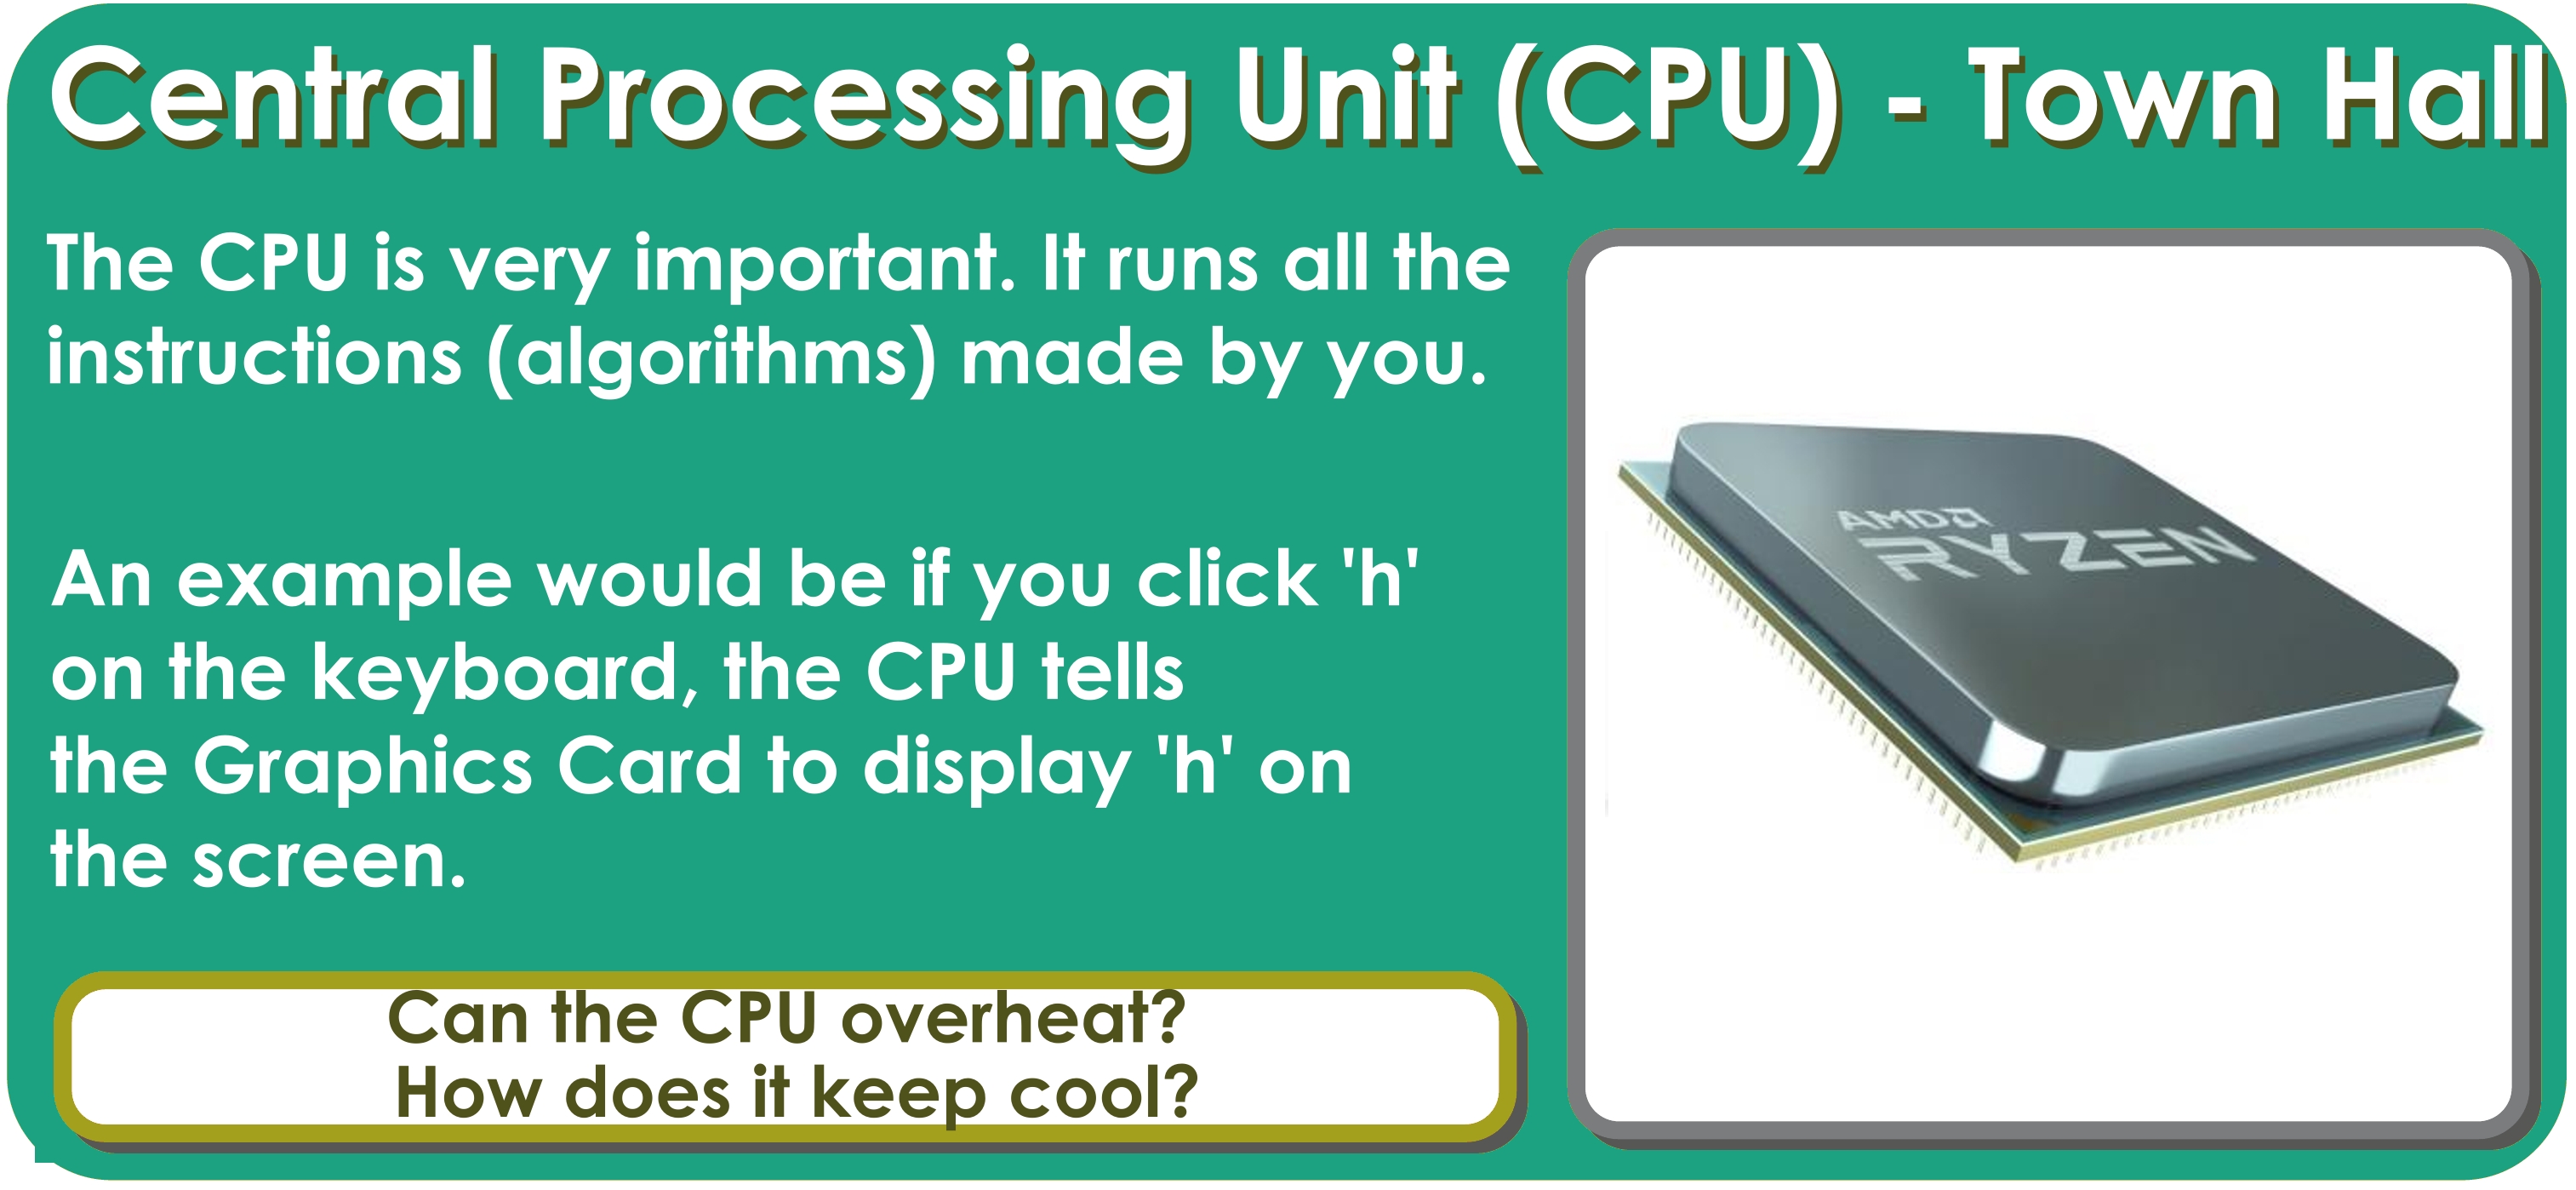 Central Processing Unit (CPU) - Town Hall
The CPU is very important. It runs all the
instructions (algorithms) made by you.
An example would be if you click 'h'
on the keyboard, the CPU tells
the Graphics Card to display 'h' on
the screen.
Can the CPU overheat?
How does it keep cool?
AMD
RYZEN